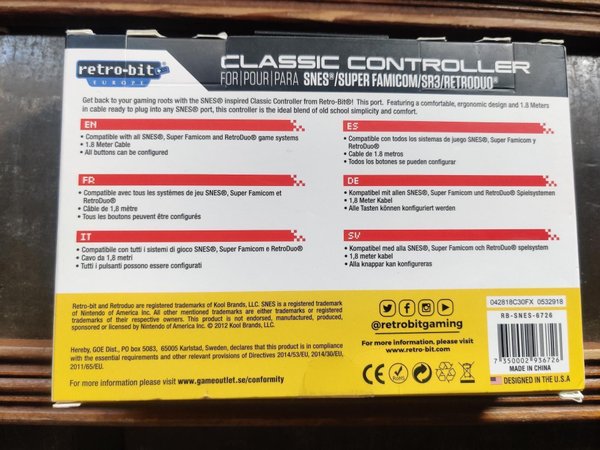 retro-bit®
EUROPE
CLASSIC CONTROLLER
FOR|POUR|PARA SNES®/SUPER FAMICOM/SR3/RETRODUO®
Get back to your gaming roots with the SNES® inspired Classic Controller from Retro-Bit®! This port. Featuring a comfortable, ergonomic design and 1.8 Meters
in cable ready to plug into any SNES® port, this controller is the ideal blend of old school simplicity and comfort.
EN
• Compatible with all SNES®, Super Famicom and RetroDuo® game systems
• 1.8 Meter Cable
• All buttons can be configured
FR
• Compatible avec tous les systèmes de jeu SNES®, Super Famicom et
RetroDuo®
• Câble de 1,8 mètre
• Tous les boutons peuvent être configurés
IT
• Compatibile con tutti i sistemi di gioco SNES®, Super Famicom e RetroDuo®
• Cavo da 1,8 metri
• Tutti i pulsanti possono essere configurati
ES
• Compatible con todos los sistemas de juego SNES®, Super Famicom y
RetroDuo®
• Cable de 1.8 metros
• Todos los botones se pueden configurar
DE
• Kompatibel mit allen SNES®, Super Famicom und RetroDuo® Spielsystemen
• 1,8 Meter Kabel
• Alle Tasten können konfiguriert werden
SV
• Kompatibel med alla SNES®, Super Famicom och RetroDuo® spelsystem
• 1,8 meter kabel
• Alla knappar kan konfigureras
Retro-bit and Retroduo are registered trademarks of Kool Brands, LLC. SNES is a registered trademark
of Nintendo of America Inc. All other mentioned trademarks are either trademarks or registered
trademarks of their respective owners. This product is not endorsed, manufactured, produced,
sponsored by Nintendo of America INC. © 2012 Kool Brands, LLC.
Hereby, GOE Dist., PO box 5083, 65005 Karlstad, Sweden, declares that this product is in compliance
with the essential requirements and other relevant provisions of Directives 2014/53/EU, 2014/30/EU,
2011/65/EU.
For more information please visit www.gameoutlet.se/conformity
@retrobitgaming
For more information, please visit
www.retro-bit.com
CE
RoHS
042818C30FX 0532918
RB-SNES-6726
7 350002 936726
MADE IN CHINA
DESIGNED IN THE U.S.A